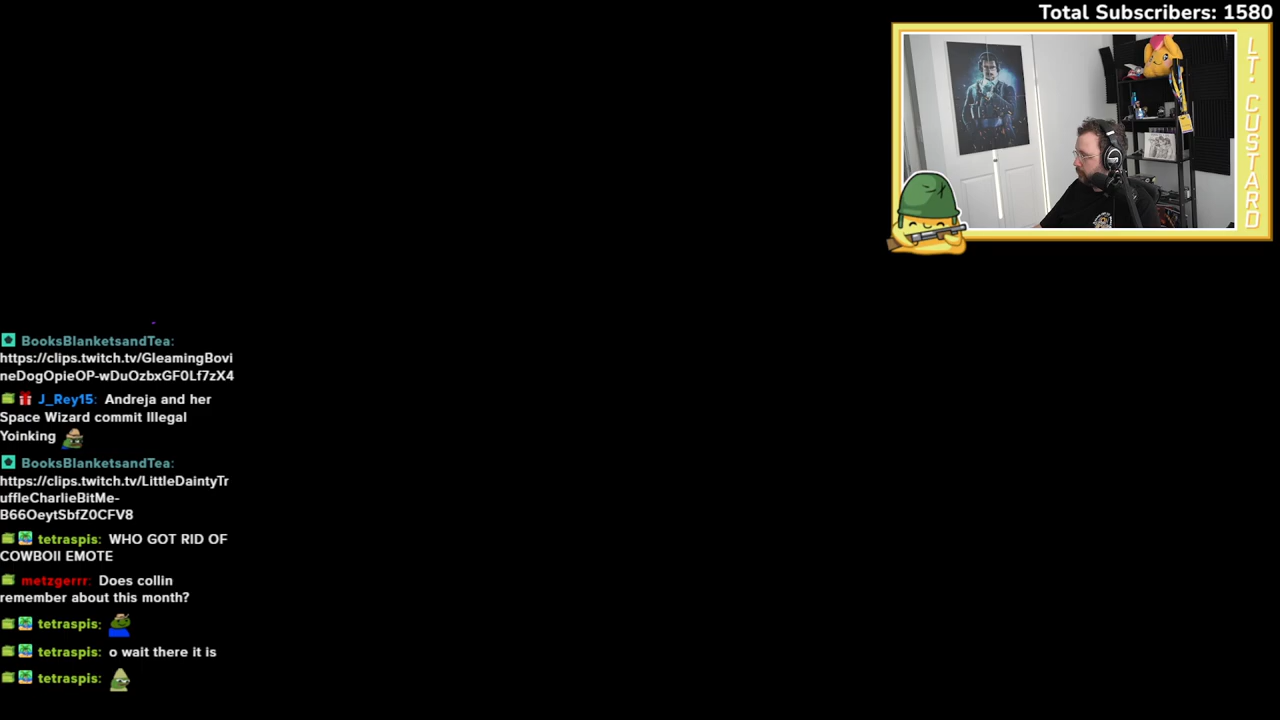 Total Subscribers: 1580
LT. CUSTARD
BooksBlanketsandTea:
https://clips.twitch.tv/GleamingBovi
neDogOpieOP-wDuOzbxGF0Lf7zX4
J_Rey15: Andreja and her
Space Wizard commit Illegal
Yoinking
BooksBlanketsandTea:
https://clips.twitch.tv/LittleDaintyTr
uffleCharlieBitMe-
B66OeytSbfZ0CFV8
tetraspis: WHO GOT RID OF
COWBOII EMOTE
metzgerrr: Does collin
remember about this month?
tetraspis:
tetraspis: o wait there it is
tetraspis: